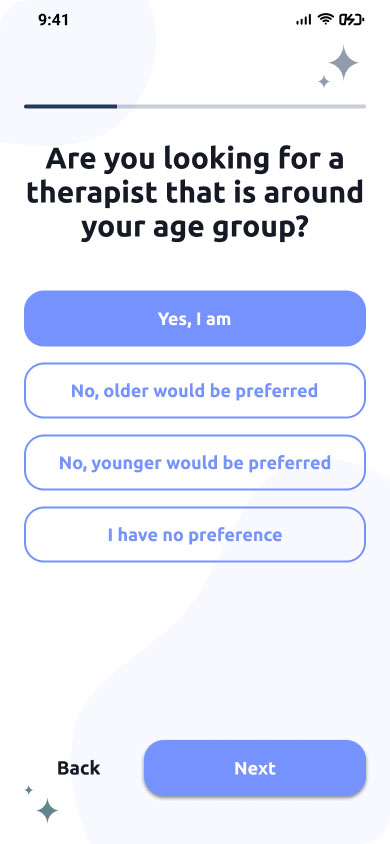 9:41
Are you looking for a
therapist that is around
your age group?
Yes, I am
No, older would be preferred
No, younger would be preferred
I have no preference
Back
Next